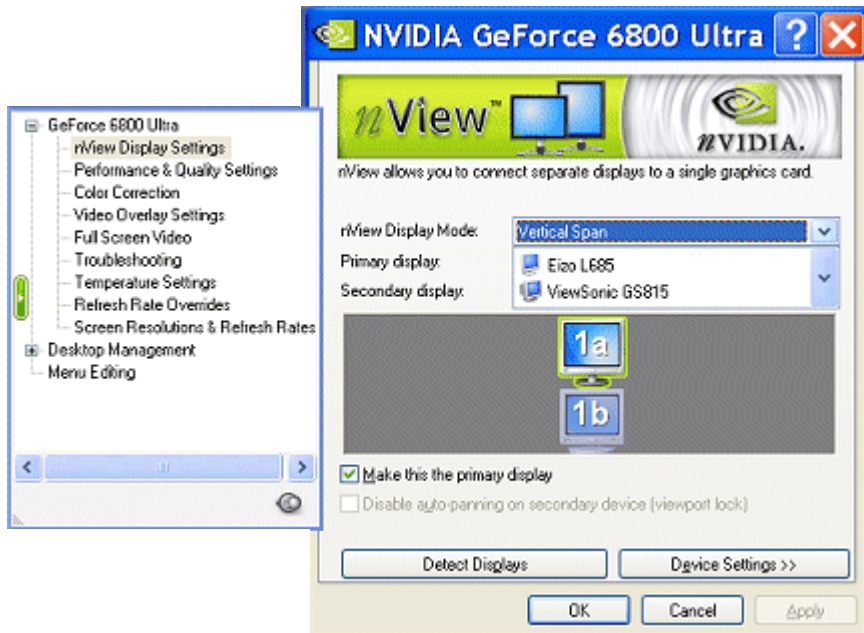 GeForce 6800 Ultra
nView Display Settings
Performance & Quality Settings
Color Correction
Video Overlay Settings
Full Screen Video
Troubleshooting
Temperature Settings
Refresh Rate Overrides
Screen Resolutions & Refresh Rates
Desktop Management
Menu Editing
NVIDIA GeForce 6800 Ultra
nView™
nVIDIA.
nView allows you to connect separate displays to a single graphics card.
nView Display Mode: Vertical Span
Primary display: Eizo L685
Secondary display: ViewSonic GS815
1a
1b
Make this the primary display
Disable auto-panning on secondary device (viewport lock)
Detect Displays Device Settings >>
OK Cancel Apply